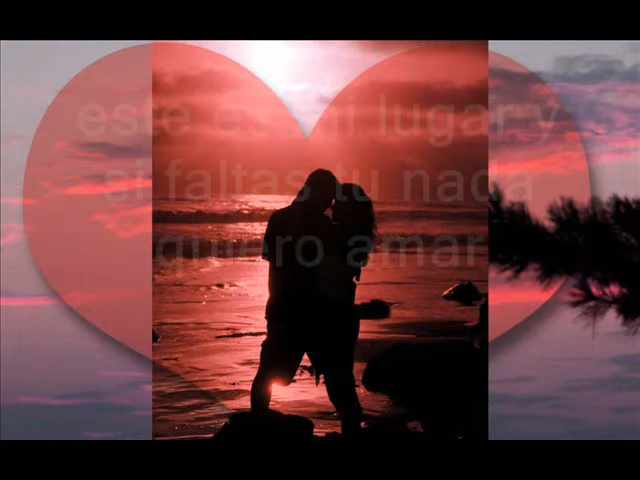 este es mi lugar y
si faltas tu nada
quiero amar